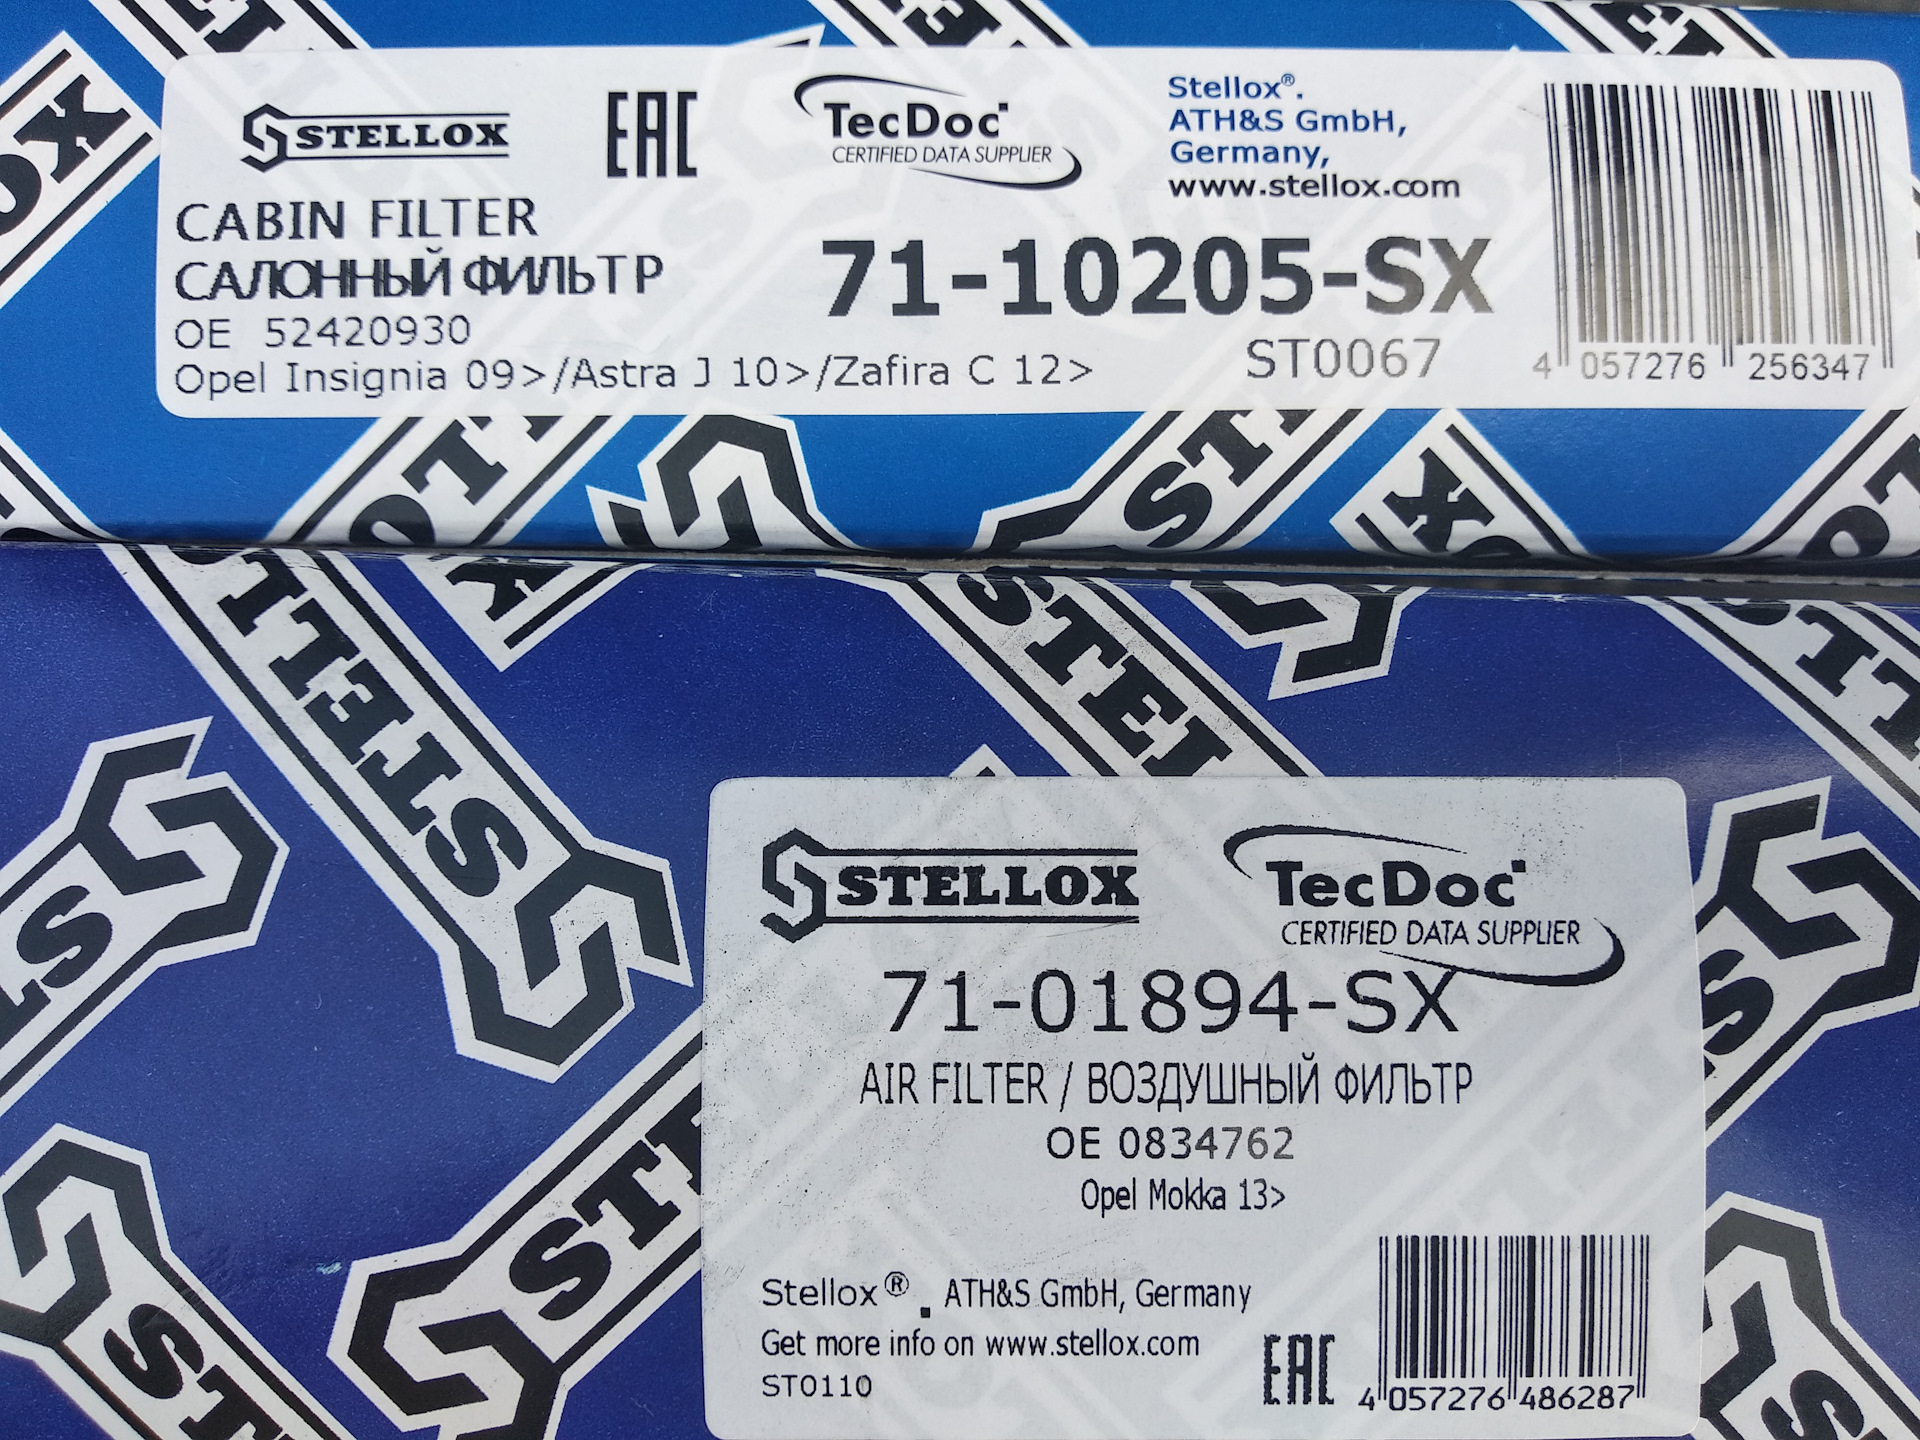 STELLOX
EAC
TecDoc
CERTIFIED DATA SUPPLIER
Stellox®.
ATH&S GmbH,
Germany,
www.stellox.com
CABIN FILTER
САЛОННЫЙ ФИЛЬТР
OE 52420930
Opel Insignia 09>/Astra J 10>/Zafira C 12>
71-10205-SX
ST0067
4 057276 256347
STELLOX
TecDoc
CERTIFIED DATA SUPPLIER
71-01894-SX
AIR FILTER / ВОЗДУШНЫЙ ФИЛЬТР
OE 0834762
Opel Mokka 13>
Stellox®. ATH&S GmbH, Germany
Get more info on www.stellox.com
ST0110
EAC
4 057276 486287